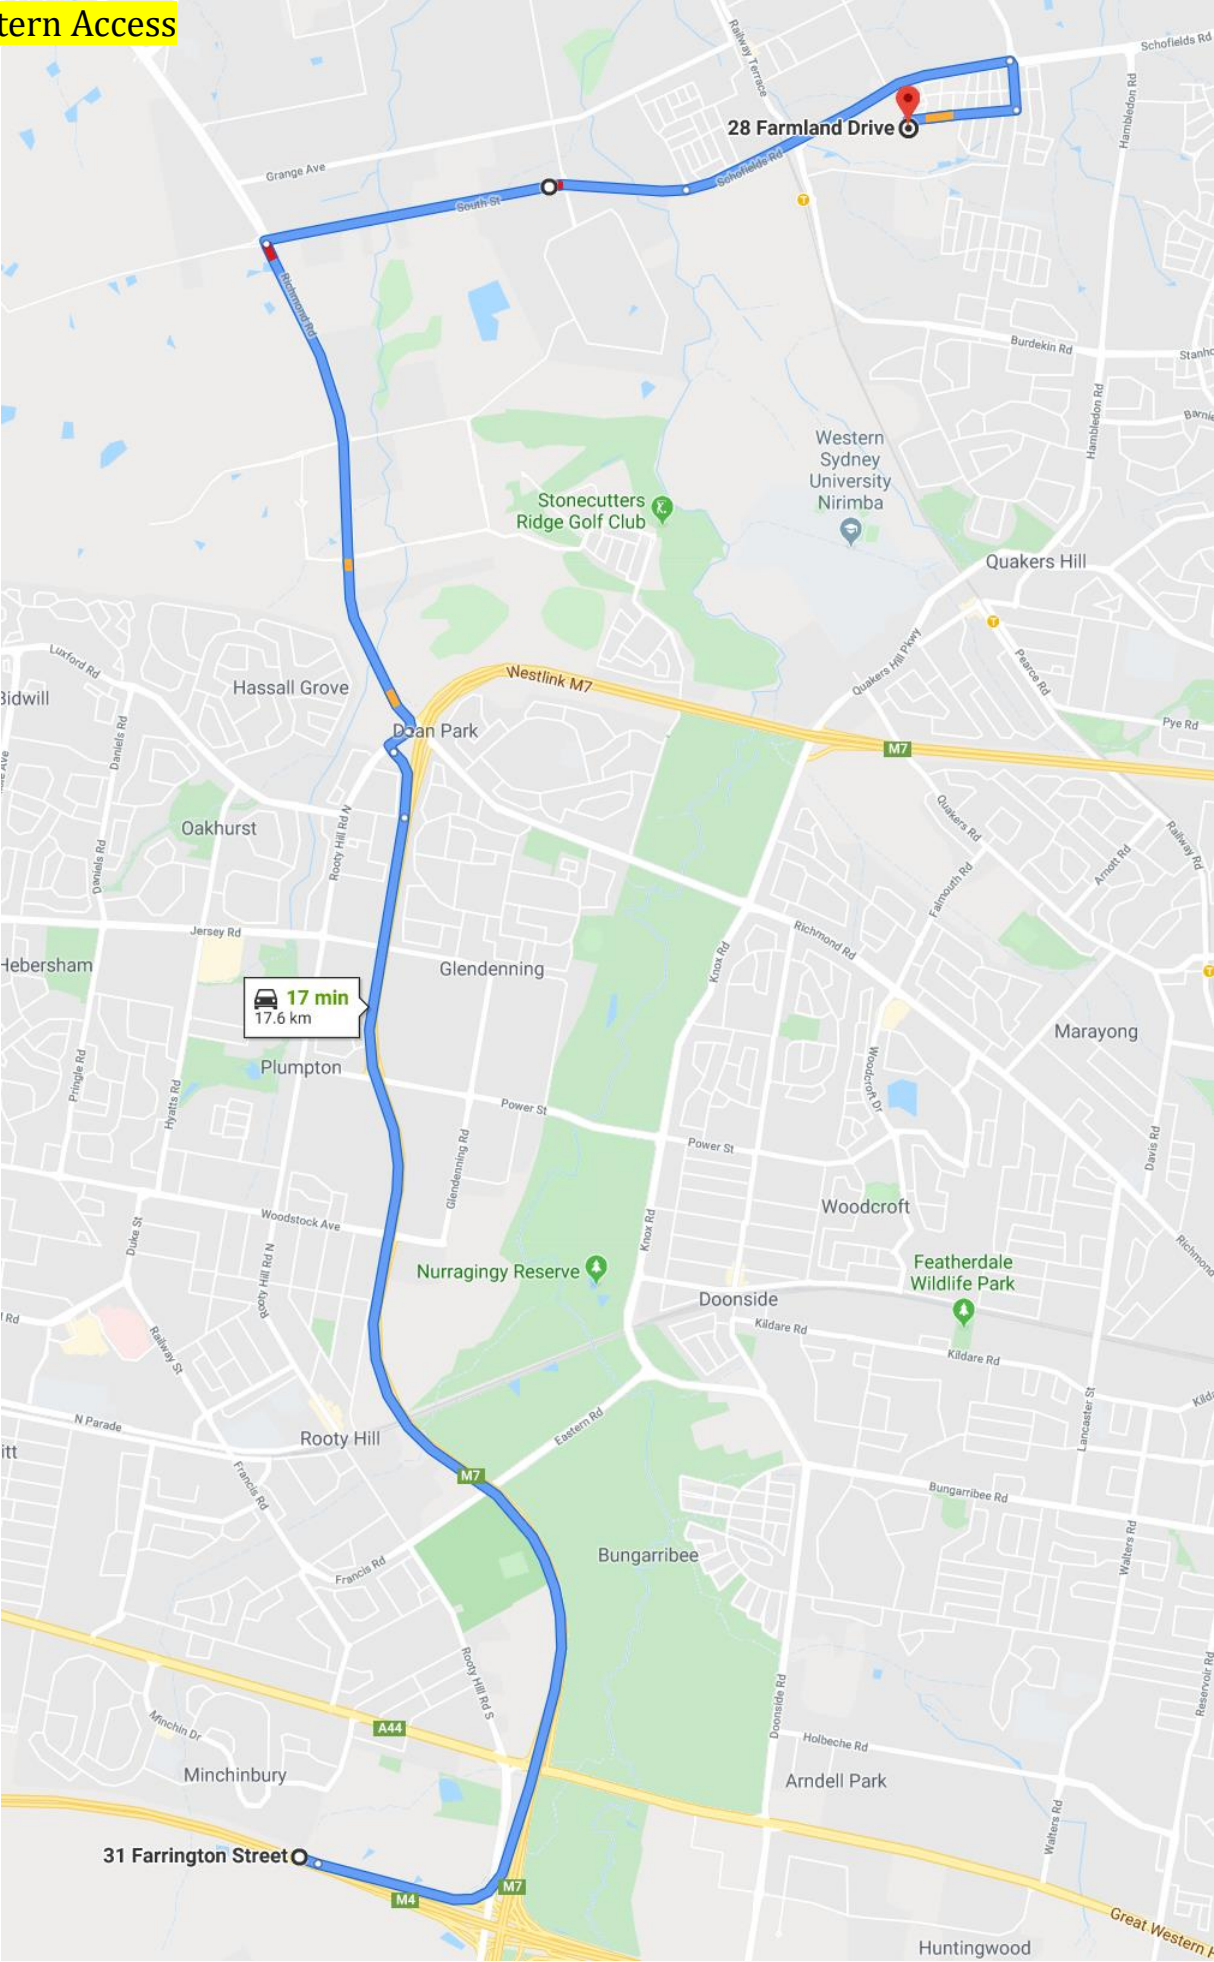 tern Access
Schofields Rd
Railway Terrace
Hambledon Rd
28 Farmland Drive
Grange Ave
Schofields Rd
South St
T
Richmond Rd
Burdekin Rd
Stanho
Hambledon Rd
Barnie
Western
Sydney
University
Nirimba
Stonecutters
Ridge Golf Club
Quakers Hill
T
Luxford Rd
Hassall Grove
Bidwill
Westlink M7
Quakers Hill Pkwy
Pearce Rd
Pye Rd
Daniels Rd
Dean Park
M7
Quakers Rd
Railway Rd
Oakhurst
Rooty Hill Rd N
Arnott Rd
Falmouth Rd
Daniels Rd
Jersey Rd
Richmond Rd
Hebersham
Glendenning
Knox Rd
T
17 min
17.6 km
Marayong
Plumpton
Pringle Rd
Hyatts Rd
Woodcroft Dr
Power St
Power St
Davis Rd
Glendenning Rd
Woodcroft
Woodstock Ave
Duke St
Knox Rd
Richmond
Rooty Hill Rd N
Nurragingy Reserve
Featherdale
Wildlife Park
Doonside
l Rd
Kildare Rd
Railway St
Kildare Rd
Kilda
Lancaster St
N Parade
Rooty Hill
Eastern Rd
itt
M7
Francis Rd
Bungarribee Rd
Bungarribee
Walters Rd
Francis Rd
Rooty Hill Rd S
Reservoir Rd
Doonside Rd
Minchin Dr
A44
Holbeche Rd
Minchinbury
Arndell Park
Walters Rd
31 Farrington Street
M4
M7
Great Western H
Huntingwood